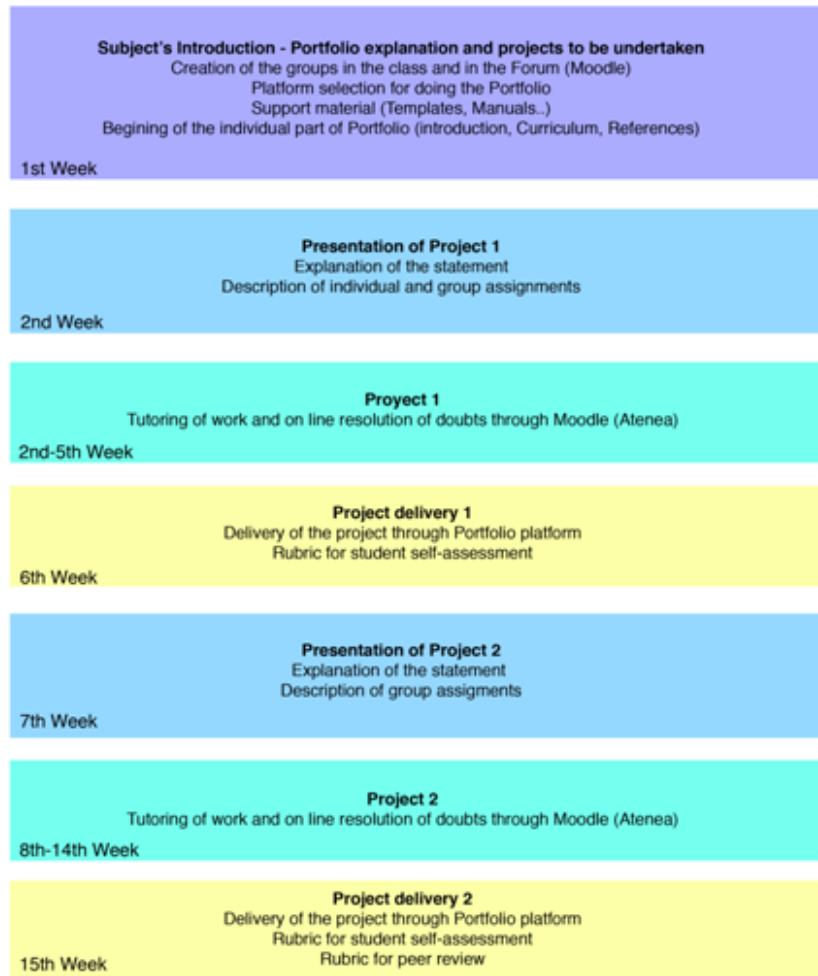 Subject's Introduction - Portfolio explanation and projects to be undertaken
Creation of the groups in the class and in the Forum (Moodle)
Platform selection for doing the Portfolio
Support material (Templates, Manuals..)
Begining of the individual part of Portfolio (introduction, Curriculum, References)
1st Week
Presentation of Project 1
Explanation of the statement
Description of individual and group assignments
2nd Week
Proyect 1
Tutoring of work and on line resolution of doubts through Moodle (Atenea)
2nd-5th Week
Project delivery 1
Delivery of the project through Portfolio platform
Rubric for student self-assessment
6th Week
Presentation of Project 2
Explanation of the statement
Description of group assigments
7th Week
Project 2
Tutoring of work and on line resolution of doubts through Moodle (Atenea)
8th-14th Week
Project delivery 2
Delivery of the project through Portfolio platform
Rubric for student self-assessment
Rubric for peer review
15th Week